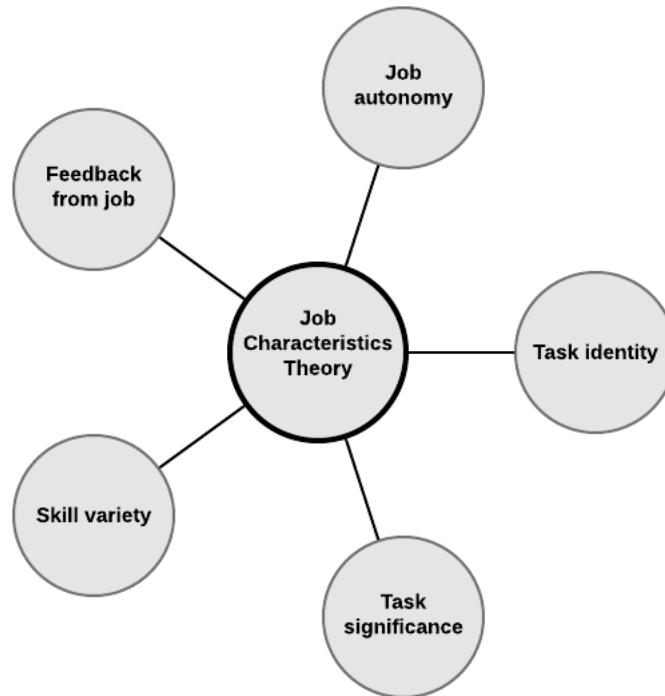 Job
autonomy
Feedback
from job
Job
Characteristics
Theory
Task identity
Skill variety
Task
significance